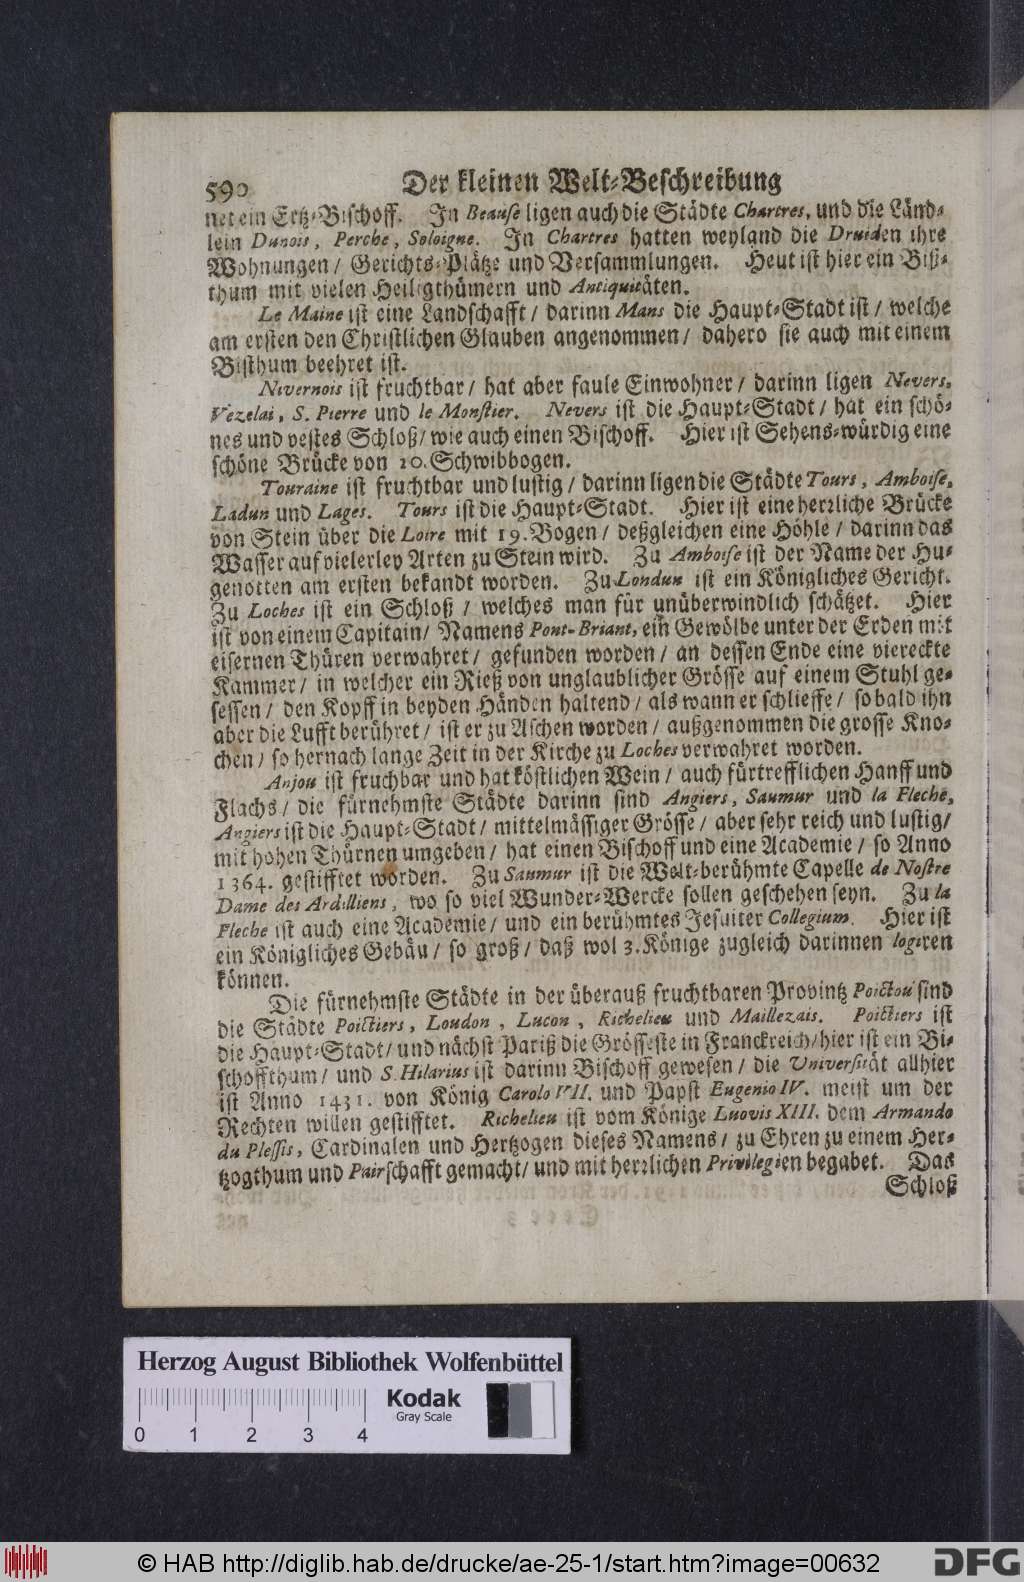 590 Der kleinen Welt-Beschreibung
net ein Ertz-Bischoff. In Beause ligen auch die Städte Chartres, und die Länd-
lein Dunois, Perche, Soloigne. In Chartres hatten weyland die Druiden ihre
Wohnungen / Gerichts-Plätze und Versammlungen. Heut ist hier ein Biß-
thum mit vielen Heiligthümern und Antiquitäten.
Le Maine ist eine Landschafft / darinn Mans die Haupt-Stadt ist / welche
am ersten den Christlichen Glauben angenommen / dahero sie auch mit einem
Bisthum beehret ist.
Nivernois ist fruchtbar / hat aber faule Einwohner / darinn ligen Nevers,
Vezelai, S. Pierre und le Monstier. Nevers ist die Haupt-Stadt / hat ein schö-
nes und vestes Schloß / wie auch einen Bischoff. Hier ist Sehens-würdig eine
schöne Brücke von 10. Schwibbogen.
Touraine ist fruchtbar und lustig / darinn ligen die Städte Tours, Amboise,
Ladun und Lages. Tours ist die Haupt-Stadt. Hier ist eine herzliche Brücke
von Stein über die Loire mit 19. Bogen / deßgleichen eine Höhle / darinn das
Wasser auf vielerley Arten zu Stein wird. Zu Amboise ist der Name der Hu-
genotten am ersten bekandt worden. Zu Londun ist ein Königliches Gericht.
Zu Loches ist ein Schloß / welches man für unüberwindlich schätzet. Hier
ist von einem Capitain / Namens Pont-Briant, ein Gewölbe unter der Erden mit
eisernen Thüren verwahret / gefunden worden / an dessen Ende eine viereckte
Kammer / in welcher ein Rieß von unglaublicher Grösse auf einem Stuhl ge-
sessen / den Kopff in beyden Händen haltend / als wann er schlieffe / so bald ihn
aber die Lufft berühret / ist er zu Aschen worden / außgenommen die grosse Kno-
chen / so hernach lange Zeit in der Kirche zu Loches verwahret worden.
Anjou ist fruchbar und hat köstlichen Wein / auch fürtrefflichen Hanff und
Flachs / die fürnehmste Städte darinn sind Angiers, Saumur und la Fleche,
Angiers ist die Haupt-Stadt / mittelmässiger Grösse / aber sehr reich und lustig /
mit hohen Thürnen umgeben / hat einen Bischoff und eine Academie / so Anno
1364. gestifftet worden. Zu Saumur ist die Welt-berühmte Capelle de Nostre
Dame des Ardilliens, wo so viel Wunder-Wercke sollen geschehen seyn. Zu la
Fleche ist auch eine Academie / und ein berühmtes Jesuiter Collegium. Hier ist
ein Königliches Gebäu / so groß / daß wol 3. Könige zugleich darinnen logiren
können.
Die fürnehmste Städte in der überauß fruchtbaren Provintz Poictou sind
die Städte Poictiers, Loudon, Lucon, Richelieu und Maillezais. Poictiers ist
die Haupt-Stadt / und nächst Pariß die Grösseste in Franckreich / hier ist ein Bi-
schoffthum / und S. Hilarius ist darinn Bischoff gewesen / die Universität allhier
ist Anno 1431. von König Carolo VII. und Papst Eugenio IV. meist um der
Rechten willen gestifftet. Richelieu ist vom Könige Luovis XIII. dem Armando
du Plessis, Cardinalen und Hertzogen dieses Namens / zu Ehren zu einem Her-
tzogthum und Pairschafft gemacht / und mit herzlichen Privilegien begabet. Das
Schloß
Herzog August Bibliothek Wolfenbüttel
Kodak
Gray Scale
0 1 2 3 4
© HAB http://diglib.hab.de/drucke/ae-25-1/start.htm?image=00632
DFG